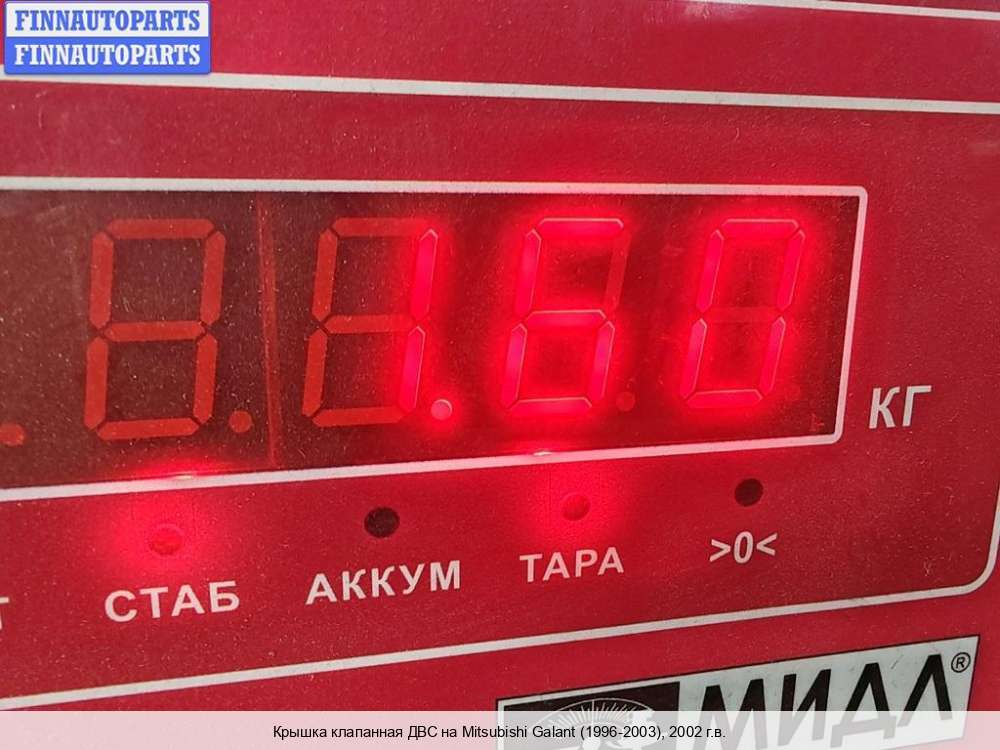 FINNAUTOPARTS
FINNAUTOPARTS
1.60
КГ
СТАБ АККУМ ТАРА >0<
МИДЛ®
Крышка клапанная ДВС на Mitsubishi Galant (1996-2003), 2002 г.в.